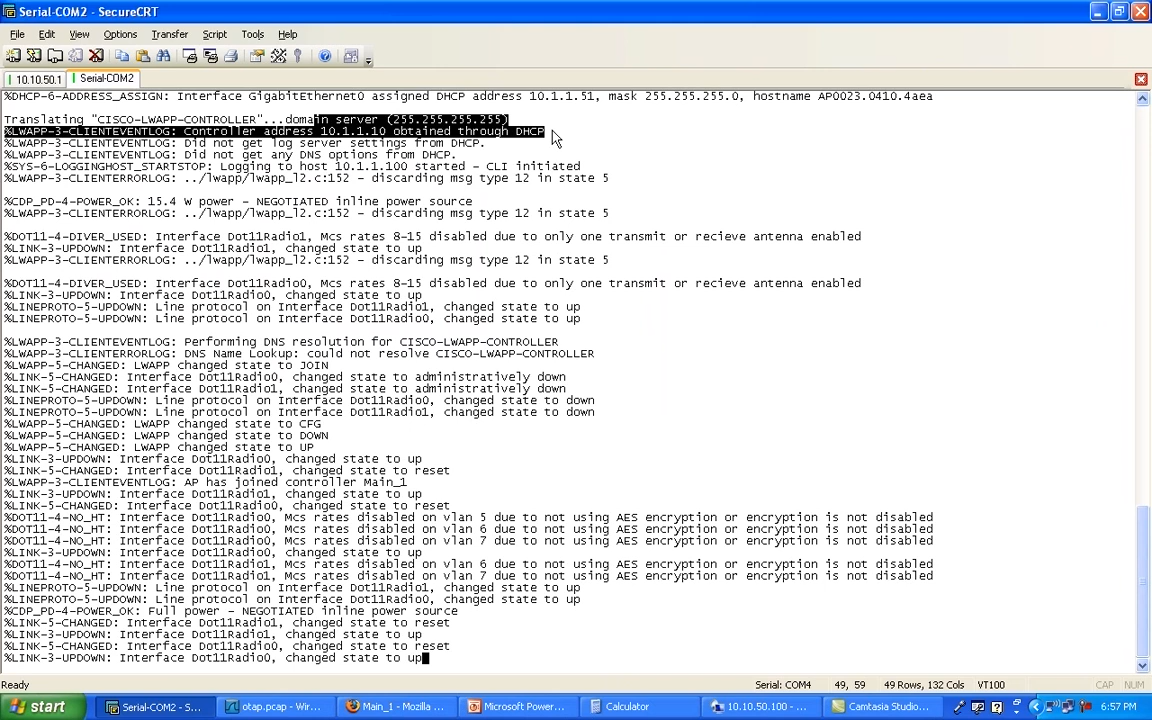 Serial-COM2 - SecureCRT
File Edit View Options Transfer Script Tools Help
10.10.50.1 Serial-COM2
%DHCP-6-ADDRESS_ASSIGN: Interface GigabitEthernet0 assigned DHCP address 10.1.1.51, mask 255.255.255.0, hostname AP0023.0410.4aea
Translating "CISCO-LWAPP-CONTROLLER"...domain server (255.255.255.255)
%LWAPP-3-CLIENTEVENTLOG: Controller address 10.1.1.10 obtained through DHCP
%LWAPP-3-CLIENTEVENTLOG: Did not get log server settings from DHCP.
%LWAPP-3-CLIENTEVENTLOG: Did not get any DNS options from DHCP.
%SYS-6-LOGGINGHOST_STARTSTOP: Logging to host 10.1.1.100 started - CLI initiated
%LWAPP-3-CLIENTERRORLOG: ../lwapp/lwapp_l2.c:152 - discarding msg type 12 in state 5
%CDP_PD-4-POWER_OK: 15.4 W power - NEGOTIATED inline power source
%LWAPP-3-CLIENTERRORLOG: ../lwapp/lwapp_l2.c:152 - discarding msg type 12 in state 5
%DOT11-4-DIVER_USED: Interface Dot11Radio1, Mcs rates 8-15 disabled due to only one transmit or recieve antenna enabled
%LINK-3-UPDOWN: Interface Dot11Radio1, changed state to up
%LWAPP-3-CLIENTERRORLOG: ../lwapp/lwapp_l2.c:152 - discarding msg type 12 in state 5
%DOT11-4-DIVER_USED: Interface Dot11Radio0, Mcs rates 8-15 disabled due to only one transmit or recieve antenna enabled
%LINK-3-UPDOWN: Interface Dot11Radio0, changed state to up
%LINEPROTO-5-UPDOWN: Line protocol on Interface Dot11Radio1, changed state to up
%LINEPROTO-5-UPDOWN: Line protocol on Interface Dot11Radio0, changed state to up
%LWAPP-3-CLIENTEVENTLOG: Performing DNS resolution for CISCO-LWAPP-CONTROLLER
%LWAPP-3-CLIENTERRORLOG: DNS Name Lookup: could not resolve CISCO-LWAPP-CONTROLLER
%LWAPP-5-CHANGED: LWAPP changed state to JOIN
%LINK-5-CHANGED: Interface Dot11Radio0, changed state to administratively down
%LINK-5-CHANGED: Interface Dot11Radio1, changed state to administratively down
%LINEPROTO-5-UPDOWN: Line protocol on Interface Dot11Radio0, changed state to down
%LINEPROTO-5-UPDOWN: Line protocol on Interface Dot11Radio1, changed state to down
%LWAPP-5-CHANGED: LWAPP changed state to CFG
%LWAPP-5-CHANGED: LWAPP changed state to DOWN
%LWAPP-5-CHANGED: LWAPP changed state to UP
%LINK-3-UPDOWN: Interface Dot11Radio0, changed state to up
%LINK-5-CHANGED: Interface Dot11Radio1, changed state to reset
%LWAPP-3-CLIENTEVENTLOG: AP has joined controller Main_1
%LINK-3-UPDOWN: Interface Dot11Radio1, changed state to up
%LINK-5-CHANGED: Interface Dot11Radio0, changed state to reset
%DOT11-4-NO_HT: Interface Dot11Radio0, Mcs rates disabled on vlan 5 due to not using AES encryption or encryption is not disabled
%DOT11-4-NO_HT: Interface Dot11Radio0, Mcs rates disabled on vlan 6 due to not using AES encryption or encryption is not disabled
%DOT11-4-NO_HT: Interface Dot11Radio0, Mcs rates disabled on vlan 7 due to not using AES encryption or encryption is not disabled
%LINK-3-UPDOWN: Interface Dot11Radio0, changed state to up
%DOT11-4-NO_HT: Interface Dot11Radio0, Mcs rates disabled on vlan 6 due to not using AES encryption or encryption is not disabled
%DOT11-4-NO_HT: Interface Dot11Radio0, Mcs rates disabled on vlan 7 due to not using AES encryption or encryption is not disabled
%LINEPROTO-5-UPDOWN: Line protocol on Interface Dot11Radio1, changed state to up
%LINEPROTO-5-UPDOWN: Line protocol on Interface Dot11Radio0, changed state to up
%CDP_PD-4-POWER_OK: Full power - NEGOTIATED inline power source
%LINK-5-CHANGED: Interface Dot11Radio1, changed state to reset
%LINK-3-UPDOWN: Interface Dot11Radio1, changed state to up
%LINK-5-CHANGED: Interface Dot11Radio0, changed state to reset
%LINK-3-UPDOWN: Interface Dot11Radio0, changed state to up
Ready Serial: COM4 49, 59 49 Rows, 132 Cols VT100 CAP NUM
start Serial-COM2 - S... otap.pcap - Wir... Main_1 - Mozilla ... Microsoft Power... Calculator 10.10.50.100 - ... Camtasia Studio... 6:57 PM